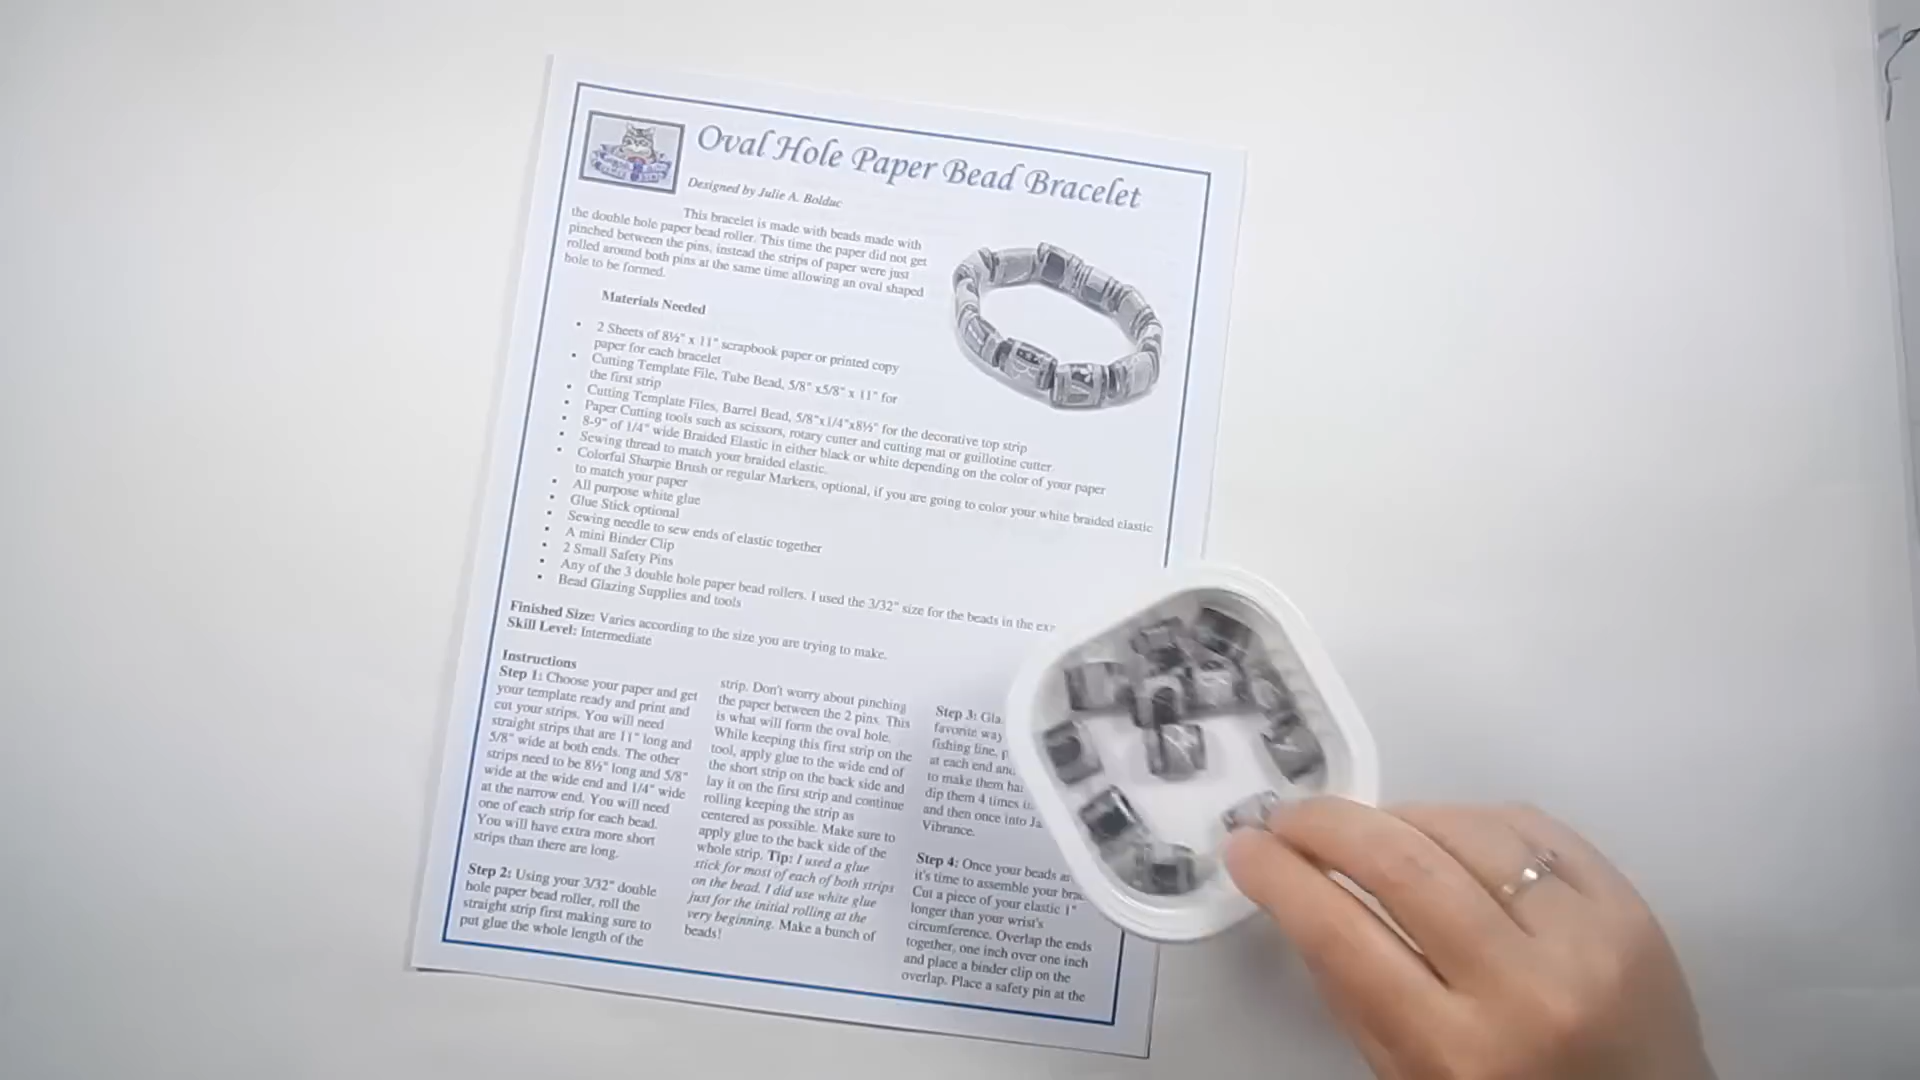 Oval Hole Paper Bead Bracelet
Designed by Julie A. Bolduc
This bracelet is made with beads made with
the double hole paper bead roller. This time the paper did not get
pinched between the pins, instead the strips of paper were just
rolled around both pins at the same time allowing an oval shaped
hole to be formed.
Materials Needed
• 2 Sheets of 8½" x 11" scrapbook paper or printed copy
paper for each bracelet
• Cutting Template File, Tube Bead, 5/8" x5/8" x 11" for
the first strip
• Cutting Template Files, Barrel Bead, 5/8"x1/4"x8½" for the decorative top strip
• Paper Cutting tools such as scissors, rotary cutter and cutting mat or guillotine cutter
• 8-9" of 1/4" wide Braided Elastic in either black or white depending on the color of your paper
• Sewing thread to match your braided elastic.
• Colorful Sharpie Brush or regular Markers, optional, if you are going to color your white braided elastic
to match your paper
• All purpose white glue
• Glue Stick optional
• Sewing needle to sew ends of elastic together
• A mini Binder Clip
• 2 Small Safety Pins
• Any of the 3 double hole paper bead rollers. I used the 3/32" size for the beads in the
• Bead Glazing Supplies and tools
Finished Size: Varies according to the size you are trying to make.
Skill Level: Intermediate
Instructions
Step 1: Choose your paper and get
your template ready and print and
cut your strips. You will need
straight strips that are 11" long and
5/8" wide at both ends. The other
strips need to be 8½" long and 5/8"
wide at the wide end and 1/4" wide
at the narrow end. You will need
one of each strip for each bead.
You will have extra more short
strips than there are long.
Step 2: Using your 3/32" double
hole paper bead roller, roll the
straight strip first making sure to
put glue the whole length of the
strip. Don't worry about pinching
the paper between the 2 pins. This
is what will form the oval hole.
While keeping this first strip on the
tool, apply glue to the wide end of
the short strip on the back side and
lay it on the first strip and continue
rolling keeping the strip as
centered as possible. Make sure to
apply glue to the back side of the
whole strip. Tip: I used a glue
stick for most of each of both strips
on the bead. I did use white glue
just for the initial rolling at the
very beginning. Make a bunch of
beads!
Step 3:
favorite way
fishing line,
at each end
to make them
dip them 4 times
and then once into
Vibrance.
Step 4: Once your beads
it's time to assemble your
Cut a piece of your elastic 1"
longer than your wrist's
circumference. Overlap the ends
together, one inch over one inch
and place a binder clip on the
overlap. Place a safety pin at the